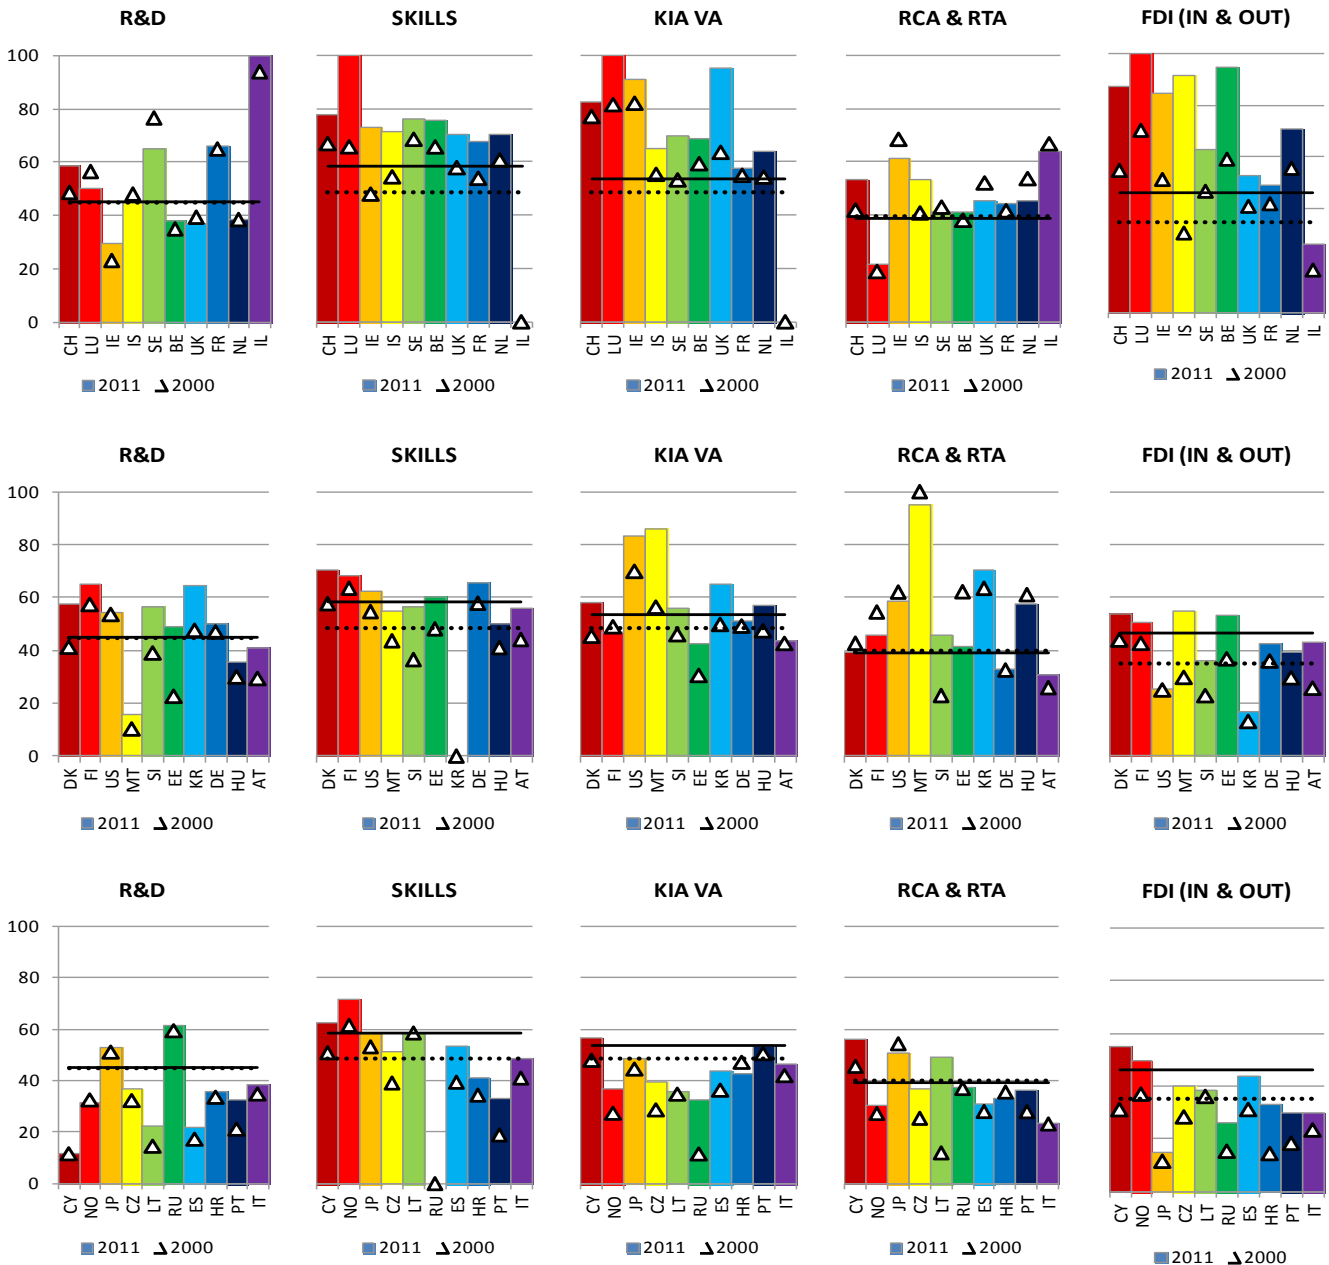 R&D SKILLS KIA VA RCA & RTA FDI (IN & OUT)
100
80
60
40
20
0
CH LU IE IS SE BE UK FR NL IL CH LU IE IS SE BE UK FR NL IL CH LU IE IS SE BE UK FR NL IL CH LU IE IS SE BE UK FR NL IL CH LU IE IS SE BE UK FR NL IL
2011 2000 2011 2000 2011 2000 2011 2000 2011 2000
R&D SKILLS KIA VA RCA & RTA FDI (IN & OUT)
100
80
60
40
20
0
DK FI US MT SI EE KR DE HU AT DK FI US MT SI EE KR DE HU AT DK FI US MT SI EE KR DE HU AT DK FI US MT SI EE KR DE HU AT DK FI US MT SI EE KR DE HU AT
2011 2000 2011 2000 2011 2000 2011 2000 2011 2000
R&D SKILLS KIA VA RCA & RTA FDI (IN & OUT)
100
80
60
40
20
0
CY NO JP CZ LT RU ES HR PT IT CY NO JP CZ LT RU ES HR PT IT CY NO JP CZ LT RU ES HR PT IT CY NO JP CZ LT RU ES HR PT IT CY NO JP CZ LT RU ES HR PT IT
2011 2000 2011 2000 2011 2000 2011 2000 2011 2000